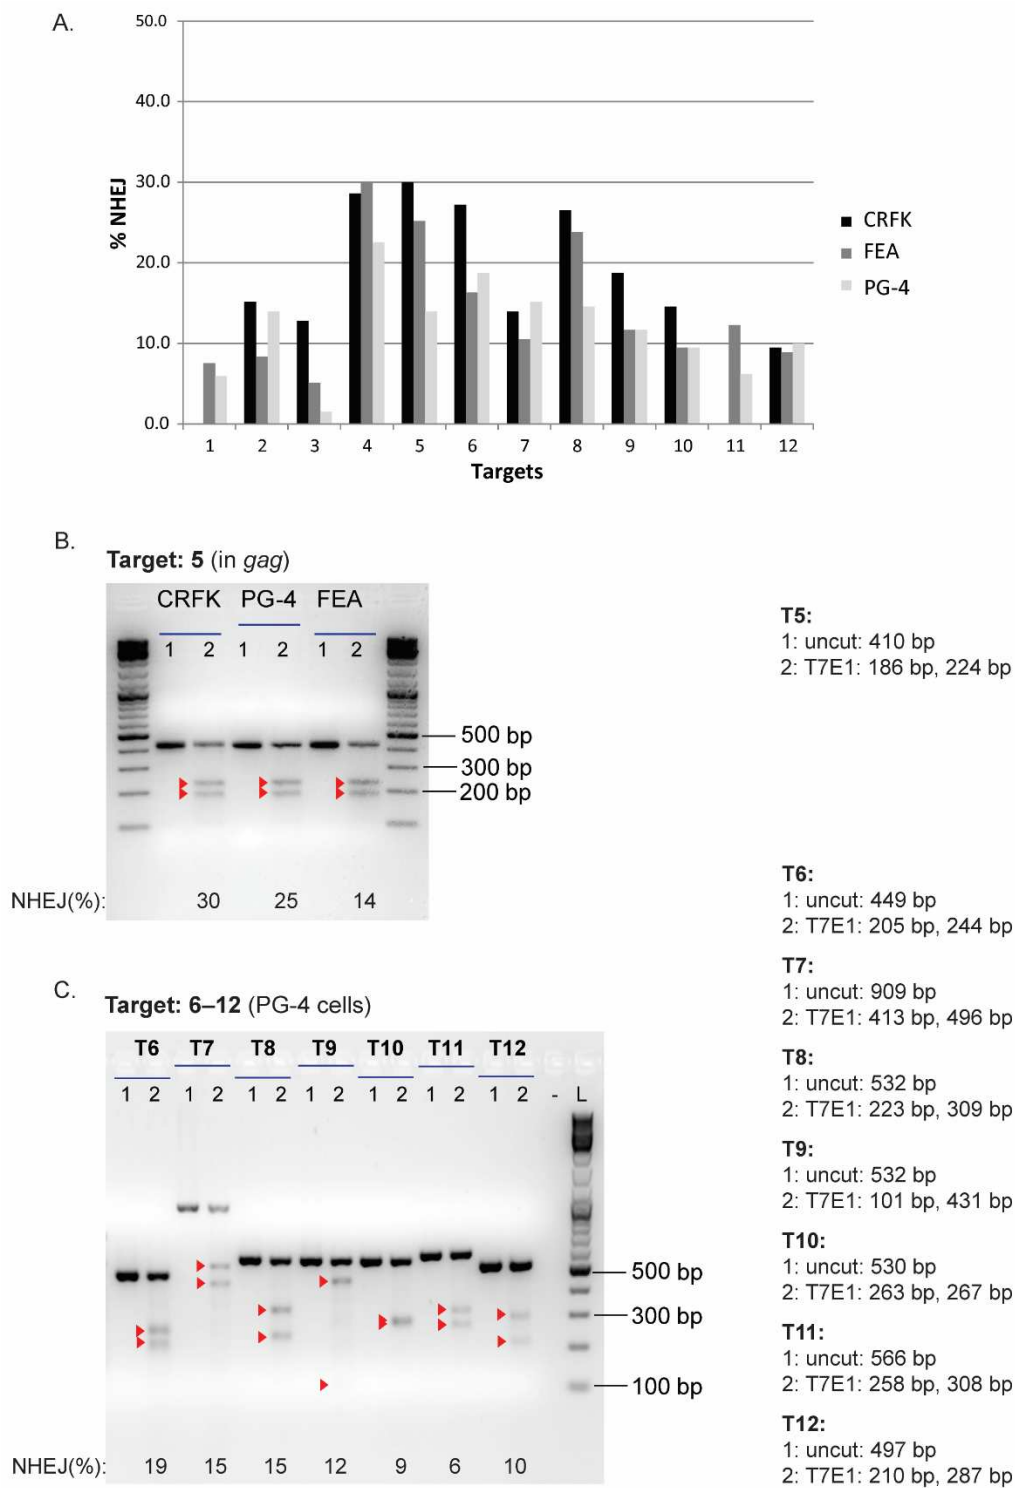 A.
50.0
40.0
30.0
20.0
10.0
0.0
% NHEJ
1 2 3 4 5 6 7 8 9 10 11 12
Targets
CRFK
FEA
PG-4
B.
Target: 5 (in gag)
CRFK PG-4 FEA
1 2 1 2 1 2
500 bp
300 bp
200 bp
NHEJ(%): 30 25 14
T5:
1: uncut: 410 bp
2: T7E1: 186 bp, 224 bp
C.
Target: 6–12 (PG-4 cells)
T6 T7 T8 T9 T10 T11 T12
1 2 1 2 1 2 1 2 1 2 1 2 1 2 - L
500 bp
300 bp
100 bp
NHEJ(%): 19 15 15 12 9 6 10
T6:
1: uncut: 449 bp
2: T7E1: 205 bp, 244 bp
T7:
1: uncut: 909 bp
2: T7E1: 413 bp, 496 bp
T8:
1: uncut: 532 bp
2: T7E1: 223 bp, 309 bp
T9:
1: uncut: 532 bp
2: T7E1: 101 bp, 431 bp
T10:
1: uncut: 530 bp
2: T7E1: 263 bp, 267 bp
T11:
1: uncut: 566 bp
2: T7E1: 258 bp, 308 bp
T12:
1: uncut: 497 bp
2: T7E1: 210 bp, 287 bp